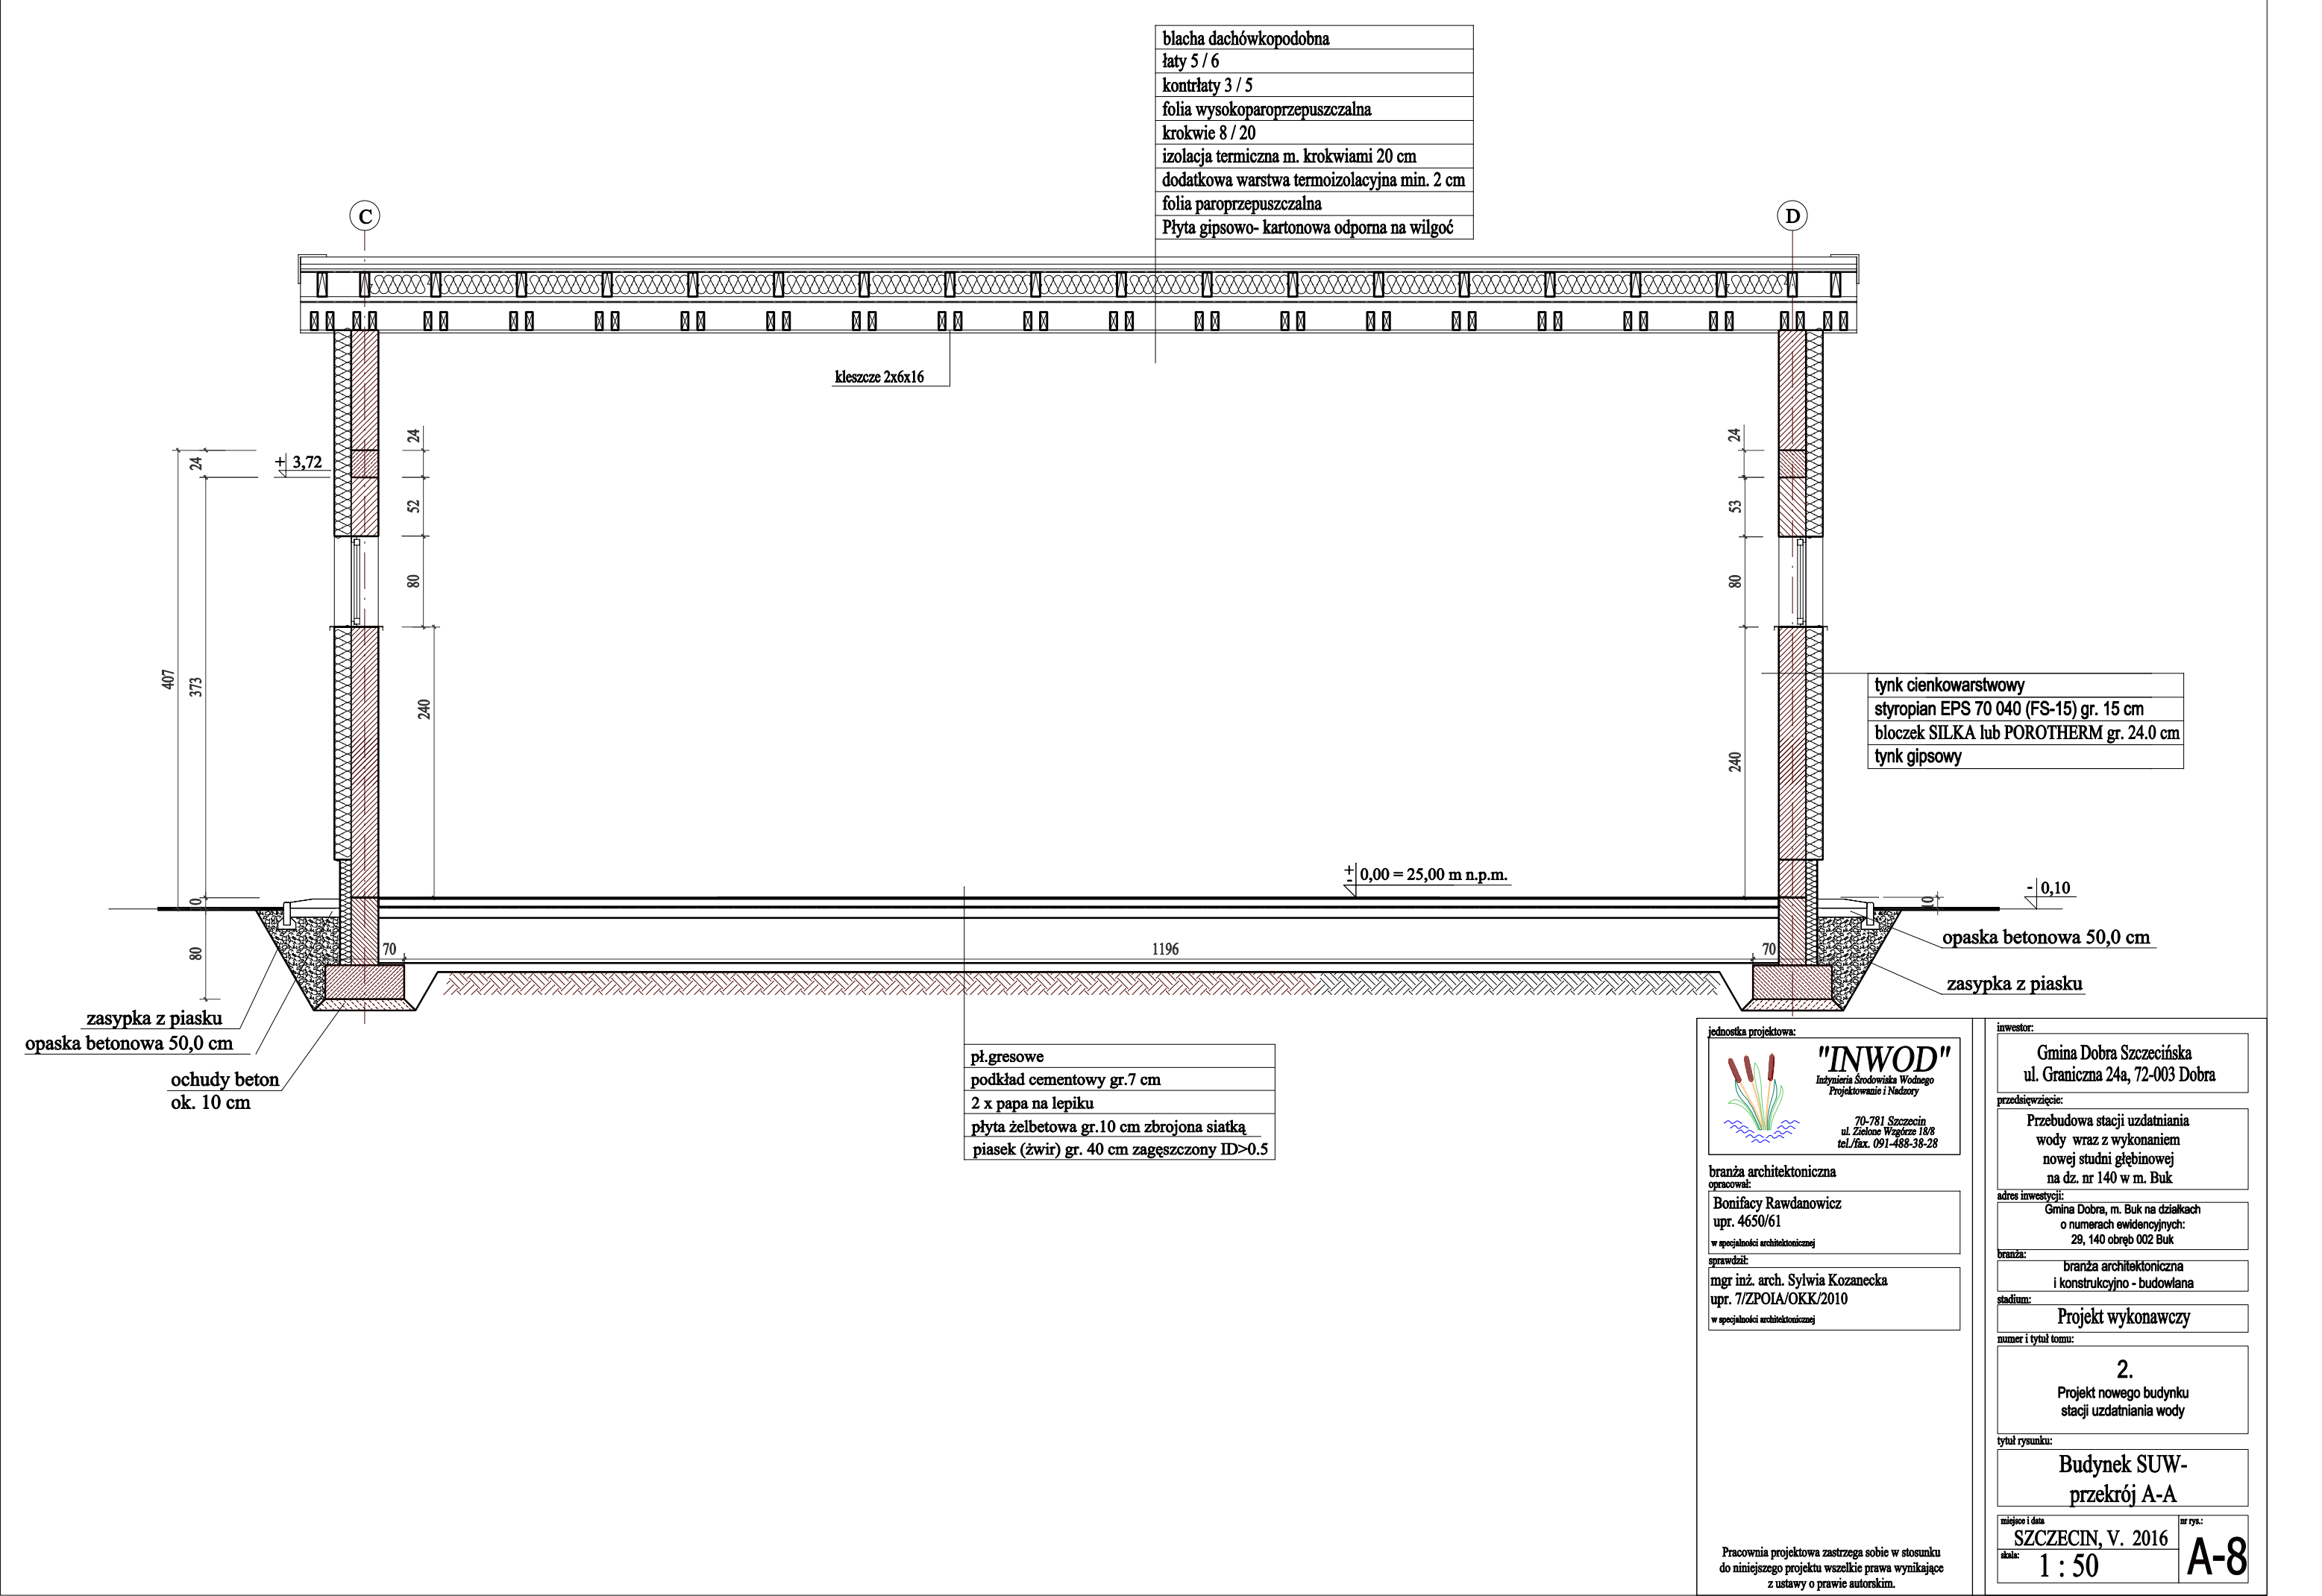 blacha dachówkopodobna
łaty 5 / 6
kontrłaty 3 / 5
folia wysokoparoprzepuszczalna
krokwie 8 / 20
izolacja termiczna m. krokwiami 20 cm
dodatkowa warstwa termoizolacyjna min. 2 cm
folia paroprzepuszczalna
Płyta gipsowo- kartonowa odporna na wilgoć
C
D
kleszcze 2x6x16
24
+ 3,72
24
52
80
407
373
240
0
80
24
53
80
240
tynk cienkowarstwowy
styropian EPS 70 040 (FS-15) gr. 15 cm
bloczek SILKA lub POROTHERM gr. 24.0 cm
tynk gipsowy
+
- 0,00 = 25,00 m n.p.m.
- 0,10
10
70
1196
70
opaska betonowa 50,0 cm
zasypka z piasku
zasypka z piasku
opaska betonowa 50,0 cm
ochudy beton
ok. 10 cm
pł.gresowe
podkład cementowy gr.7 cm
2 x papa na lepiku
płyta żelbetowa gr.10 cm zbrojona siatką
piasek (żwir) gr. 40 cm zagęszczony ID>0.5
jednostka projektowa:
"INWOD"
Inżynieria Środowiska Wodnego
Projektowanie i Nadzory
70-781 Szczecin
ul. Zielone Wzgórze 18/8
tel./fax. 091-488-38-28
branża architektoniczna
opracował:
Bonifacy Rawdanowicz
upr. 4650/61
w specjalności architektonicznej
sprawdził:
mgr inż. arch. Sylwia Kozanecka
upr. 7/ZPOIA/OKK/2010
w specjalności architektonicznej
Pracownia projektowa zastrzega sobie w stosunku
do niniejszego projektu wszelkie prawa wynikające
z ustawy o prawie autorskim.
inwestor:
Gmina Dobra Szczecińska
ul. Graniczna 24a, 72-003 Dobra
przedsięwzięcie:
Przebudowa stacji uzdatniania
wody wraz z wykonaniem
nowej studni głębinowej
na dz. nr 140 w m. Buk
adres inwestycji:
Gmina Dobra, m. Buk na działkach
o numerach ewidencyjnych:
29, 140 obręb 002 Buk
branża:
branża architektoniczna
i konstrukcyjno - budowlana
stadium:
Projekt wykonawczy
numer i tytuł tomu:
2.
Projekt nowego budynku
stacji uzdatniania wody
tytuł rysunku:
Budynek SUW-
przekrój A-A
miejsce i data
SZCZECIN, V. 2016
skala:
1 : 50
nr rys.:
A-8